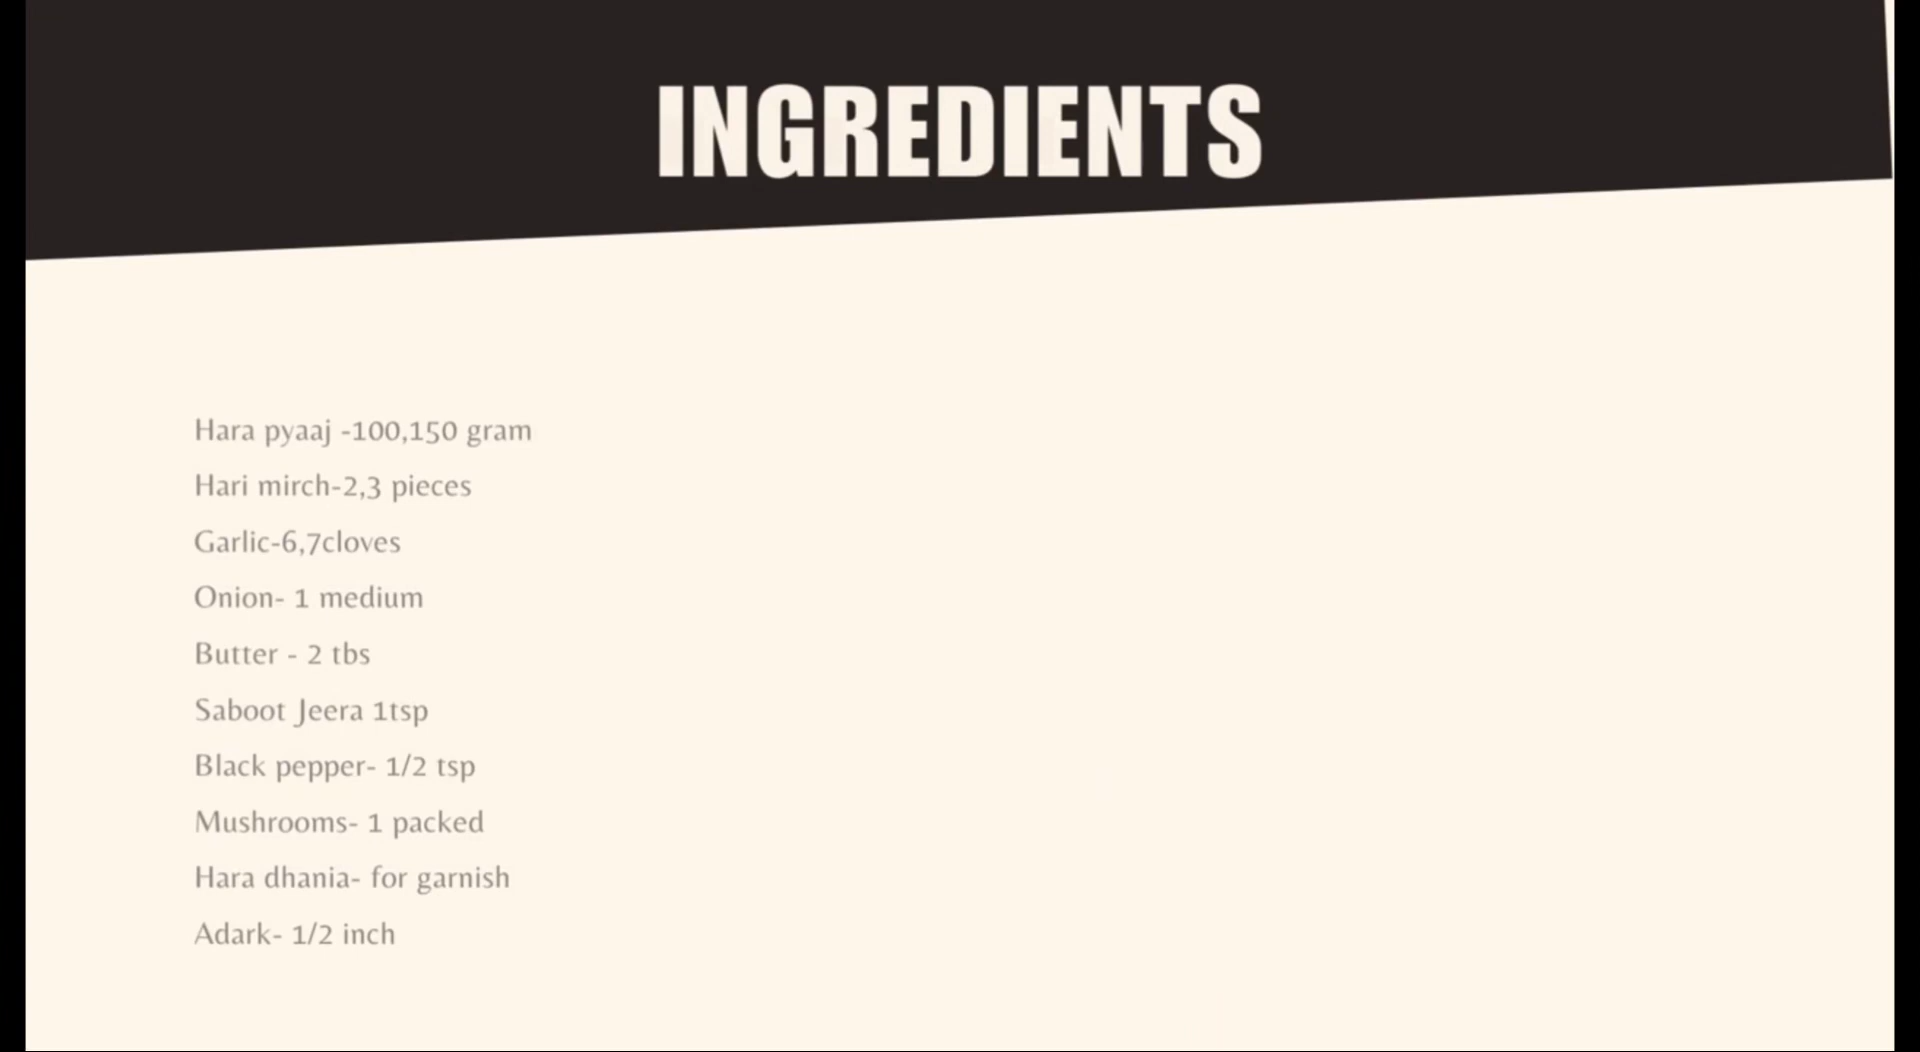 INGREDIENTS
Hara pyaaj -100,150 gram
Hari mirch-2,3 pieces
Garlic-6,7cloves
Onion- 1 medium
Butter - 2 tbs
Saboot Jeera 1tsp
Black pepper- 1/2 tsp
Mushrooms- 1 packed
Hara dhania- for garnish
Adark- 1/2 inch